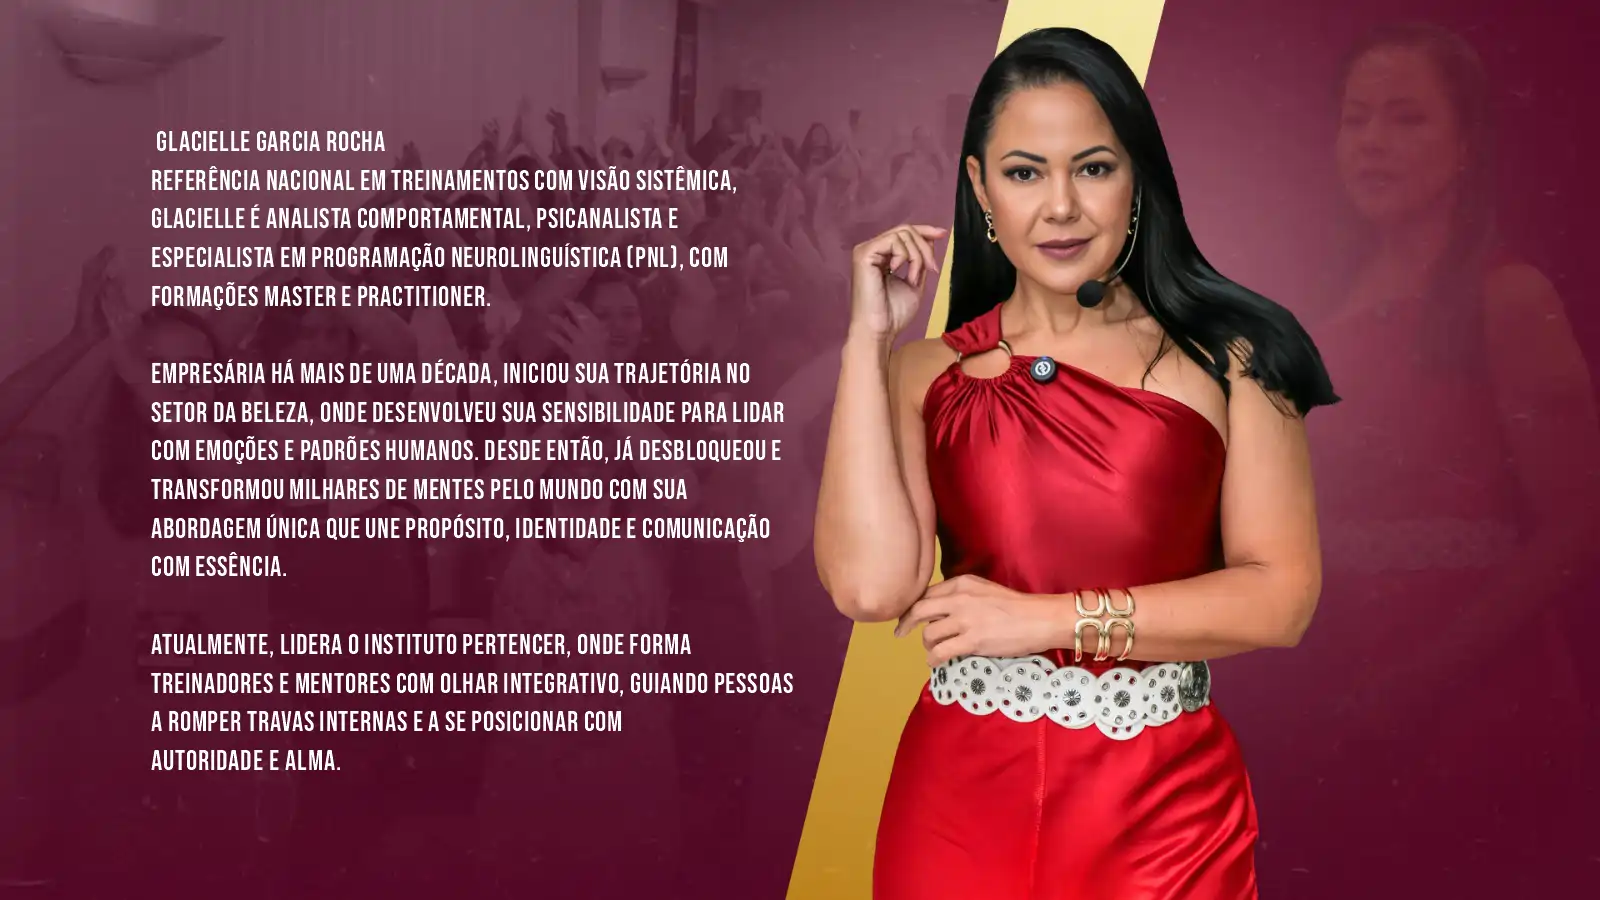 GLACIELLE GARCIA ROCHA
REFERÊNCIA NACIONAL EM TREINAMENTOS COM VISÃO SISTÊMICA,
GLACIELLE É ANALISTA COMPORTAMENTAL, PSICANALISTA E
ESPECIALISTA EM PROGRAMAÇÃO NEUROLINGUÍSTICA (PNL), COM
FORMAÇÕES MASTER E PRACTITIONER.
EMPRESÁRIA HÁ MAIS DE UMA DÉCADA, INICIOU SUA TRAJETÓRIA NO
SETOR DA BELEZA, ONDE DESENVOLVEU SUA SENSIBILIDADE PARA LIDAR
COM EMOÇÕES E PADRÕES HUMANOS. DESDE ENTÃO, JÁ DESBLOQUEOU E
TRANSFORMOU MILHARES DE MENTES PELO MUNDO COM SUA
ABORDAGEM ÚNICA QUE UNE PROPÓSITO, IDENTIDADE E COMUNICAÇÃO
COM ESSÊNCIA.
ATUALMENTE, LIDERA O INSTITUTO PERTENCER, ONDE FORMA
TREINADORES E MENTORES COM OLHAR INTEGRATIVO, GUIANDO PESSOAS
A ROMPER TRAVAS INTERNAS E A SE POSICIONAR COM
AUTORIDADE E ALMA.